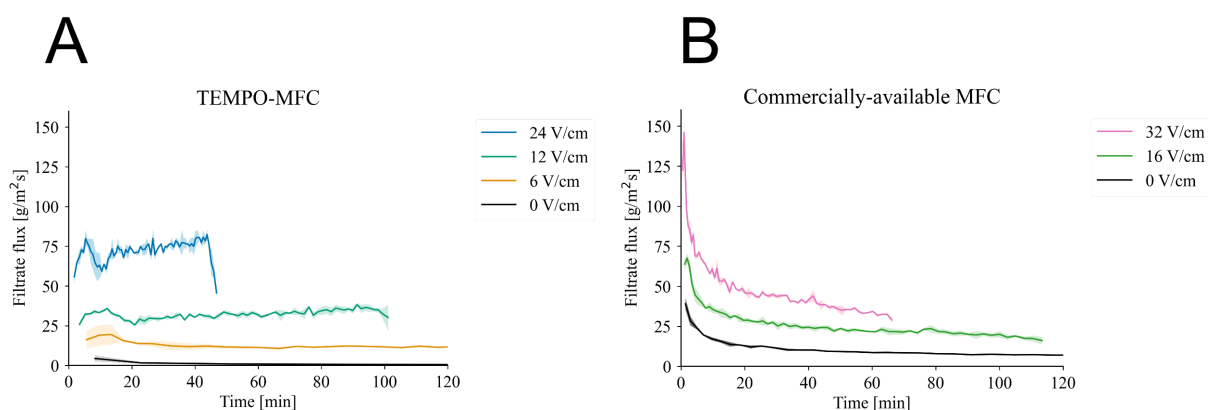 A
TEMPO-MFC
Filtrate flux [g/m²s]
150
125
100
75
50
25
0
0 20 40 60 80 100 120
Time [min]
24 V/cm
12 V/cm
6 V/cm
0 V/cm
B
Commercially-available MFC
Filtrate flux [g/m²s]
150
125
100
75
50
25
0
0 20 40 60 80 100 120
Time [min]
32 V/cm
16 V/cm
0 V/cm